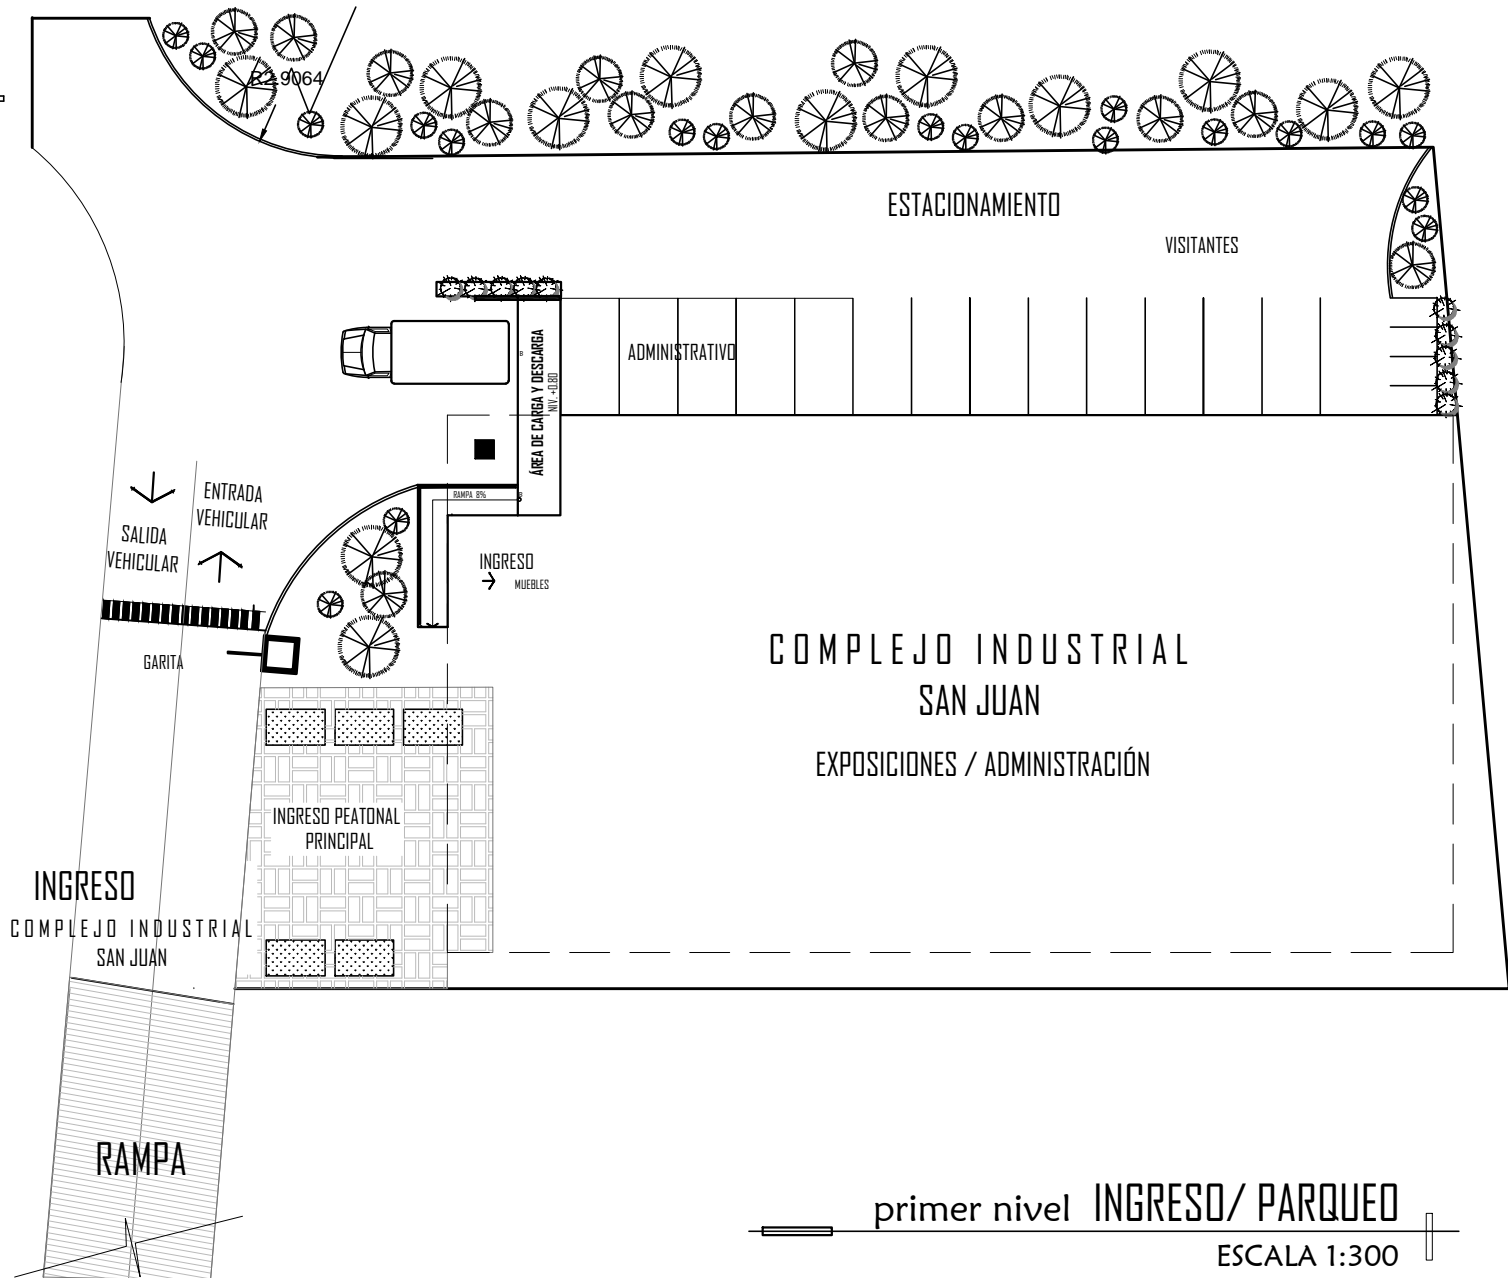 R2.9064
ESTACIONAMIENTO
VISITANTES
ADMINISTRATIVO
ÁREA DE CARGA Y DESCARGA
NIV. +0.80
B
RAMPA 8%
B
ENTRADA
VEHICULAR
SALIDA
VEHICULAR
INGRESO
MUEBLES
GARITA
COMPLEJO INDUSTRIAL
SAN JUAN
EXPOSICIONES / ADMINISTRACIÓN
INGRESO PEATONAL
PRINCIPAL
INGRESO
COMPLEJO INDUSTRIAL
SAN JUAN
RAMPA
primer nivel INGRESO/ PARQUEO
ESCALA 1:300